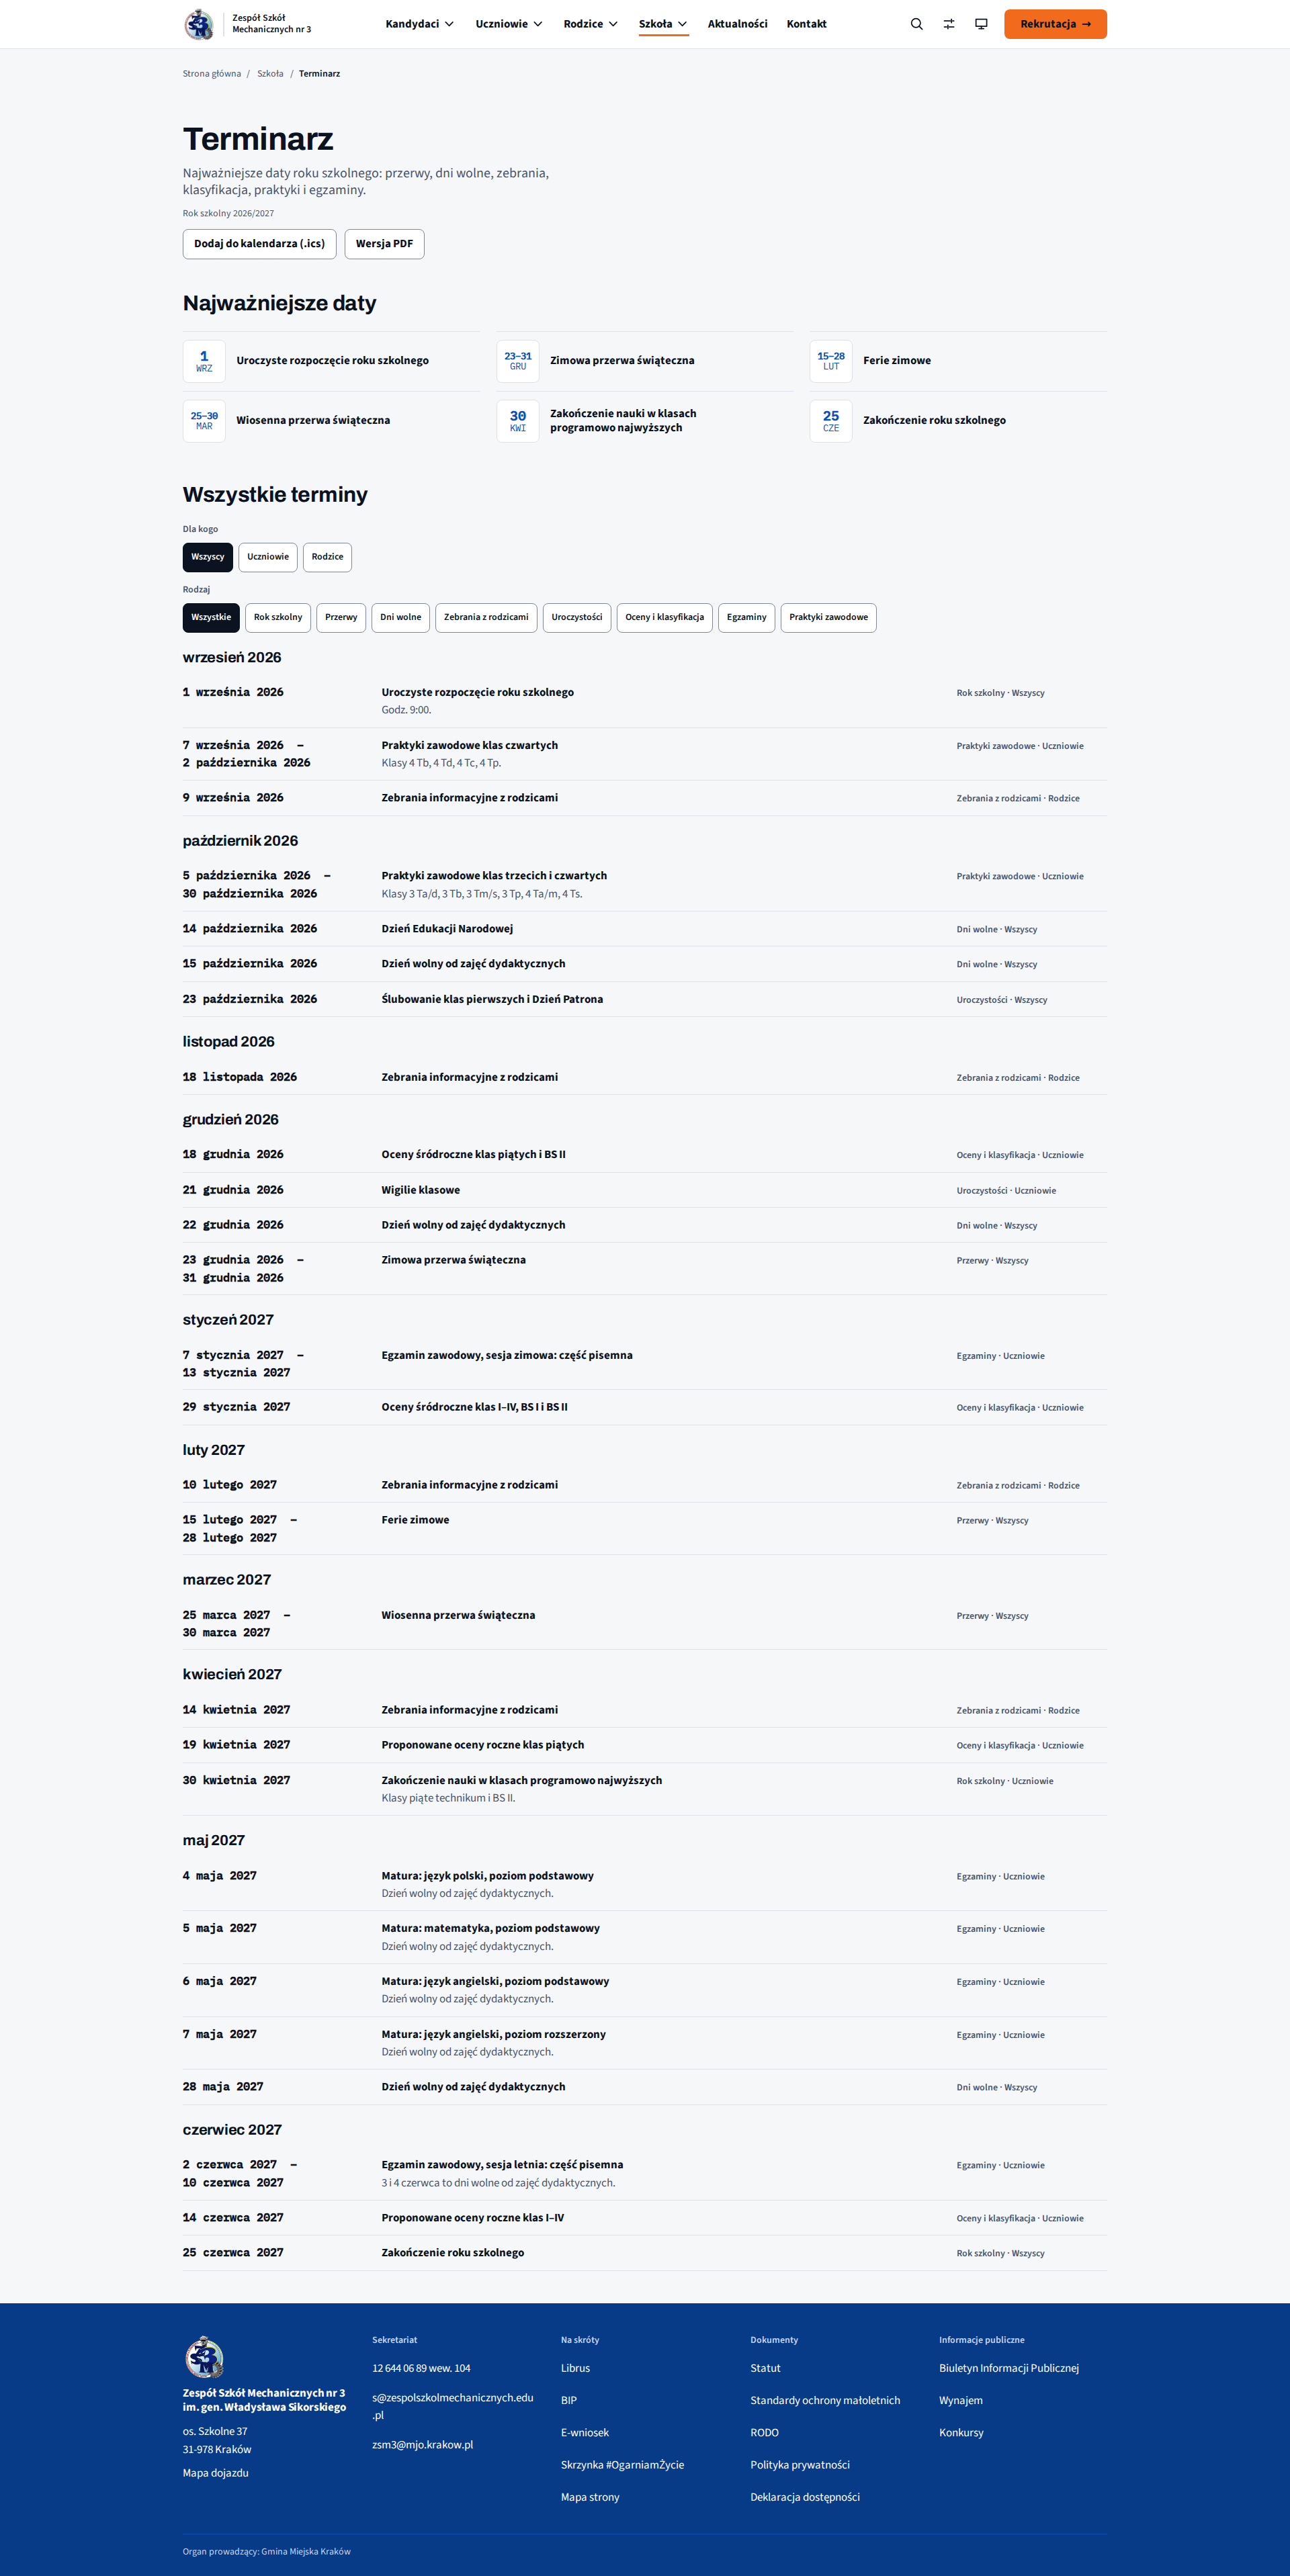 Zespół Szkół
Mechanicznych nr 3
Kandydaci
Uczniowie
Rodzice
Szkoła
Aktualności
Kontakt
Rekrutacja →
Strona główna / Szkoła / Terminarz
Terminarz
Najważniejsze daty roku szkolnego: przerwy, dni wolne, zebrania,
klasyfikacja, praktyki i egzaminy.
Rok szkolny 2026/2027
Dodaj do kalendarza (.ics)
Wersja PDF
Najważniejsze daty
1
WRZ
Uroczyste rozpoczęcie roku szkolnego
23–31
GRU
Zimowa przerwa świąteczna
15–28
LUT
Ferie zimowe
25–30
MAR
Wiosenna przerwa świąteczna
30
KWI
Zakończenie nauki w klasach
programowo najwyższych
25
CZE
Zakończenie roku szkolnego
Wszystkie terminy
Dla kogo
Wszyscy
Uczniowie
Rodzice
Rodzaj
Wszystkie
Rok szkolny
Przerwy
Dni wolne
Zebrania z rodzicami
Uroczystości
Oceny i klasyfikacja
Egzaminy
Praktyki zawodowe
wrzesień 2026
1 września 2026
Uroczyste rozpoczęcie roku szkolnego
Godz. 9:00.
Rok szkolny · Wszyscy
7 września 2026 –
2 października 2026
Praktyki zawodowe klas czwartych
Klasy 4 Tb, 4 Td, 4 Tc, 4 Tp.
Praktyki zawodowe · Uczniowie
9 września 2026
Zebrania informacyjne z rodzicami
Zebrania z rodzicami · Rodzice
październik 2026
5 października 2026 –
30 października 2026
Praktyki zawodowe klas trzecich i czwartych
Klasy 3 Ta/d, 3 Tb, 3 Tm/s, 3 Tp, 4 Ta/m, 4 Ts.
Praktyki zawodowe · Uczniowie
14 października 2026
Dzień Edukacji Narodowej
Dni wolne · Wszyscy
15 października 2026
Dzień wolny od zajęć dydaktycznych
Dni wolne · Wszyscy
23 października 2026
Ślubowanie klas pierwszych i Dzień Patrona
Uroczystości · Wszyscy
listopad 2026
18 listopada 2026
Zebrania informacyjne z rodzicami
Zebrania z rodzicami · Rodzice
grudzień 2026
18 grudnia 2026
Oceny śródroczne klas piątych i BS II
Oceny i klasyfikacja · Uczniowie
21 grudnia 2026
Wigilie klasowe
Uroczystości · Uczniowie
22 grudnia 2026
Dzień wolny od zajęć dydaktycznych
Dni wolne · Wszyscy
23 grudnia 2026 –
31 grudnia 2026
Zimowa przerwa świąteczna
Przerwy · Wszyscy
styczeń 2027
7 stycznia 2027 –
13 stycznia 2027
Egzamin zawodowy, sesja zimowa: część pisemna
Egzaminy · Uczniowie
29 stycznia 2027
Oceny śródroczne klas I–IV, BS I i BS II
Oceny i klasyfikacja · Uczniowie
luty 2027
10 lutego 2027
Zebrania informacyjne z rodzicami
Zebrania z rodzicami · Rodzice
15 lutego 2027 –
28 lutego 2027
Ferie zimowe
Przerwy · Wszyscy
marzec 2027
25 marca 2027 –
30 marca 2027
Wiosenna przerwa świąteczna
Przerwy · Wszyscy
kwiecień 2027
14 kwietnia 2027
Zebrania informacyjne z rodzicami
Zebrania z rodzicami · Rodzice
19 kwietnia 2027
Proponowane oceny roczne klas piątych
Oceny i klasyfikacja · Uczniowie
30 kwietnia 2027
Zakończenie nauki w klasach programowo najwyższych
Klasy piąte technikum i BS II.
Rok szkolny · Uczniowie
maj 2027
4 maja 2027
Matura: język polski, poziom podstawowy
Dzień wolny od zajęć dydaktycznych.
Egzaminy · Uczniowie
5 maja 2027
Matura: matematyka, poziom podstawowy
Dzień wolny od zajęć dydaktycznych.
Egzaminy · Uczniowie
6 maja 2027
Matura: język angielski, poziom podstawowy
Dzień wolny od zajęć dydaktycznych.
Egzaminy · Uczniowie
7 maja 2027
Matura: język angielski, poziom rozszerzony
Dzień wolny od zajęć dydaktycznych.
Egzaminy · Uczniowie
28 maja 2027
Dzień wolny od zajęć dydaktycznych
Dni wolne · Wszyscy
czerwiec 2027
2 czerwca 2027 –
10 czerwca 2027
Egzamin zawodowy, sesja letnia: część pisemna
3 i 4 czerwca to dni wolne od zajęć dydaktycznych.
Egzaminy · Uczniowie
14 czerwca 2027
Proponowane oceny roczne klas I–IV
Oceny i klasyfikacja · Uczniowie
25 czerwca 2027
Zakończenie roku szkolnego
Rok szkolny · Wszyscy
Zespół Szkół Mechanicznych nr 3
im. gen. Władysława Sikorskiego
os. Szkolne 37
31-978 Kraków
Mapa dojazdu
Sekretariat
12 644 06 89 wew. 104
s@zespolszkolmechanicznych.edu
.pl
zsm3@mjo.krakow.pl
Na skróty
Librus
BIP
E-wniosek
Skrzynka #OgarniamŻycie
Mapa strony
Dokumenty
Statut
Standardy ochrony małoletnich
RODO
Polityka prywatności
Deklaracja dostępności
Informacje publiczne
Biuletyn Informacji Publicznej
Wynajem
Konkursy
Organ prowadzący: Gmina Miejska Kraków